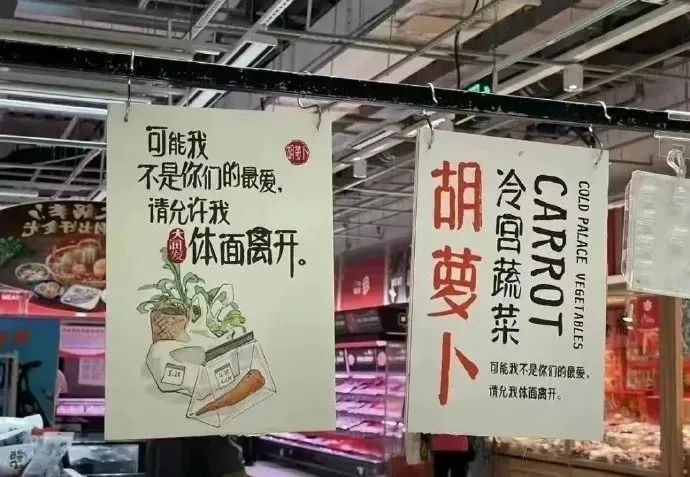 可能我
不是你们的最爱，
请允许我
大润发
体面离开。
胡萝卜
胡萝卜
冷宫蔬菜
CARROT
COLD PALACE VEGETABLES
可能我不是你们的最爱，
请允我体面离开。